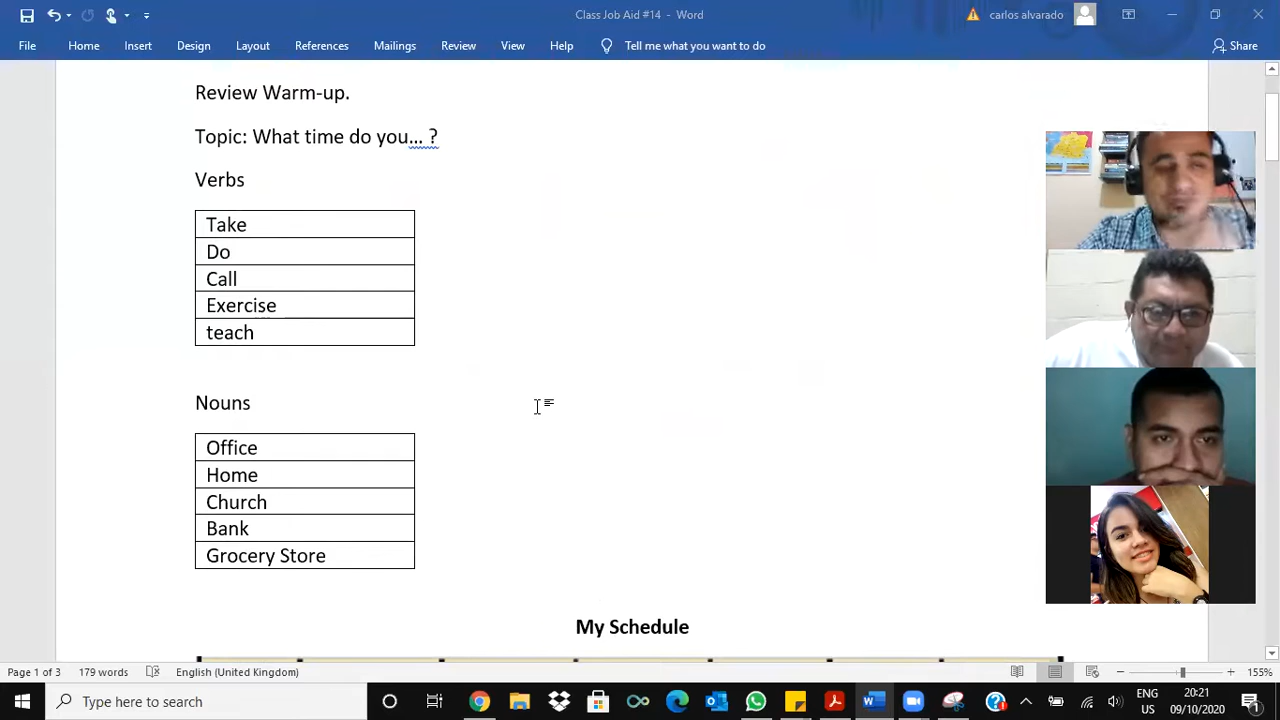 Class Job Aid #14 - Word
carlos alvarado
File Home Insert Design Layout References Mailings Review View Help Tell me what you want to do Share
Review Warm-up.
Topic: What time do you... ?
Verbs
Take
Do
Call
Exercise
teach
Nouns
Office
Home
Church
Bank
Grocery Store
My Schedule
Page 1 of 3 179 words English (United Kingdom) 155%
Type here to search
ENG
US
20:21
09/10/2020
1